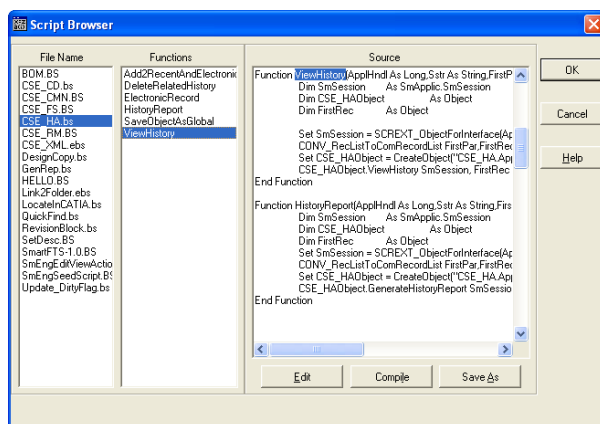 Script Browser
File Name
BOM.BS
CSE_CD.bs
CSE_CMN.bs
CSE_FS.BS
CSE_HA.bs
CSE_RM.BS
CSE_XML.ebs
DesignCopy.bs
GenRep.bs
HELLO.BS
Link2Folder.ebs
LocateInCATIA.bs
QuickFind.bs
RevisionBlock.bs
SetDesc.BS
SmartFTS-1.0.BS
SmEngEditViewActio
SmEngSeedScript.BS
Update_DirtyFlag.bs
Functions
Add2RecentAndElectronic
DeleteRelatedHistory
ElectronicRecord
HistoryReport
SaveObjectAsGlobal
ViewHistory
Source
Function ViewHistory(ApplHndl As Long,Sstr As String,FirstP
Dim SmSession As SmApplic.SmSession
Dim CSE_HAObject As Object
Dim FirstRec As Object
Set SmSession = SCREXT_ObjectForInterface(Ap
CONV_RecListToComRecordList FirstPar,FirstRec
Set CSE_HAObject = CreateObject("CSE_HA.App
CSE_HAObject.ViewHistory SmSession, FirstRec
End Function
Function HistoryReport(ApplHndl As Long,Sstr As String,Firs
Dim SmSession As SmApplic.SmSession
Dim CSE_HAObject As Object
Dim FirstRec As Object
Set SmSession = SCREXT_ObjectForInterface(Ap
CONV_RecListToComRecordList FirstPar,FirstRec
Set CSE_HAObject = CreateObject("CSE_HA.App
CSE_HAObject.GenerateHistoryReport SmSession
End Function
Edit
Compile
Save As
OK
Cancel
Help